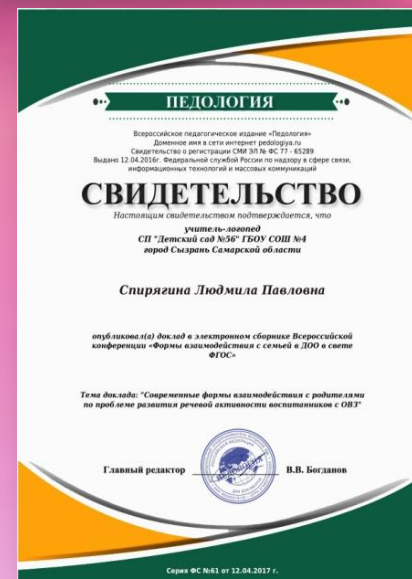 ПЕДОЛОГИЯ
Всероссийское педагогическое издание «Педология»
Доменное имя в сети интернет pedologiya.ru
Свидетельство о регистрации СМИ ЭЛ № ФС 77 - 65289
Выдано 12.04.2016г. Федеральной службой России по надзору в сфере связи,
информационных технологий и массовых коммуникаций
СВИДЕТЕЛЬСТВО
Настоящим свидетельством подтверждается, что
учитель-логопед
СП "Детский сад №56" ГБОУ СОШ №4
город Сызрань Самарской области
Спирягина Людмила Павловна
опубликовал(а) доклад в электронном сборнике Всероссийской
конференции «Формы взаимодействия с семьей в ДОО в свете
ФГОС»
Тема доклада: "Современные формы взаимодействия с родителями
по проблеме развития речевой активности воспитанников с ОВЗ"
Главный редактор
В.В. Богданов
Серия ФС №61 от 12.04.2017 г.